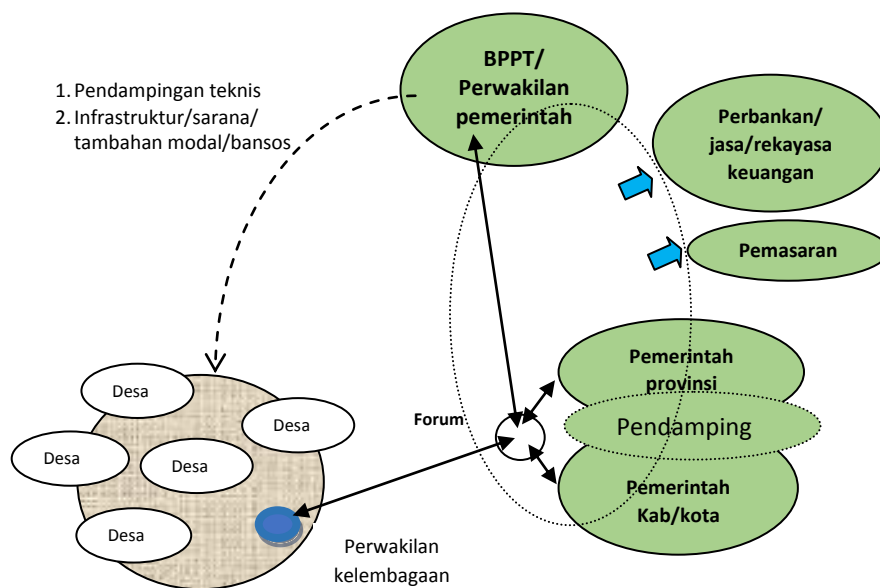 BPPT/
Perwakilan
pemerintah
1. Pendampingan teknis
2. Infrastruktur/sarana/
tambahan modal/bansos
Perbankan/
jasa/rekayasa
keuangan
Pemasaran
Pemerintah
provinsi
Pendamping
Pemerintah
Kab/kota
Forum
Desa
Desa
Desa
Desa
Desa
Perwakilan
kelembagaan